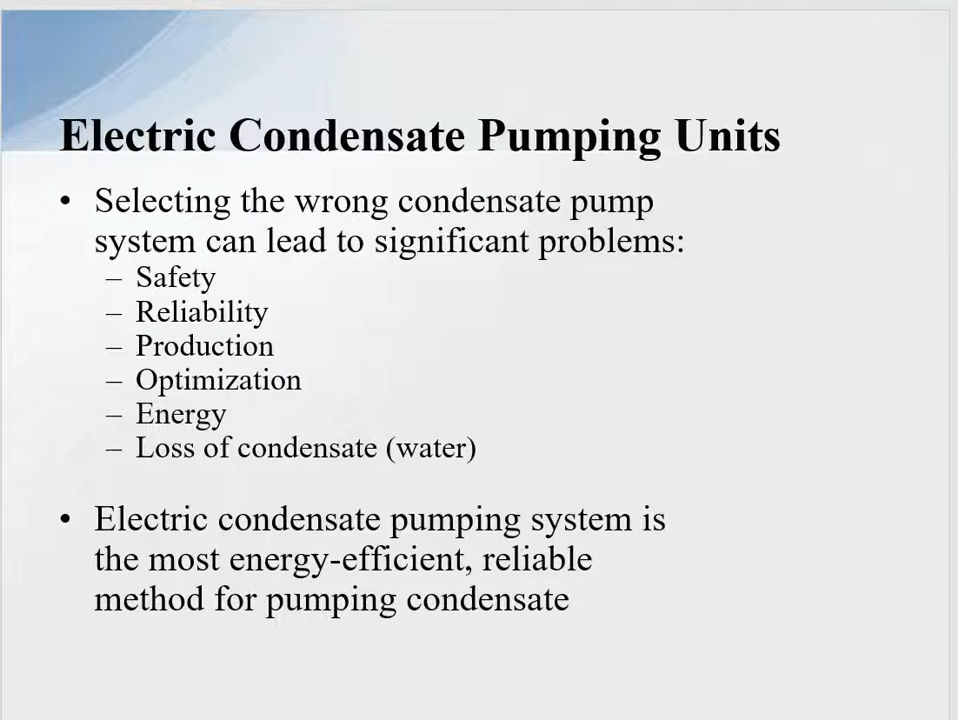 Electric Condensate Pumping Units
• Selecting the wrong condensate pump
system can lead to significant problems:
– Safety
– Reliability
– Production
– Optimization
– Energy
– Loss of condensate (water)
• Electric condensate pumping system is
the most energy-efficient, reliable
method for pumping condensate